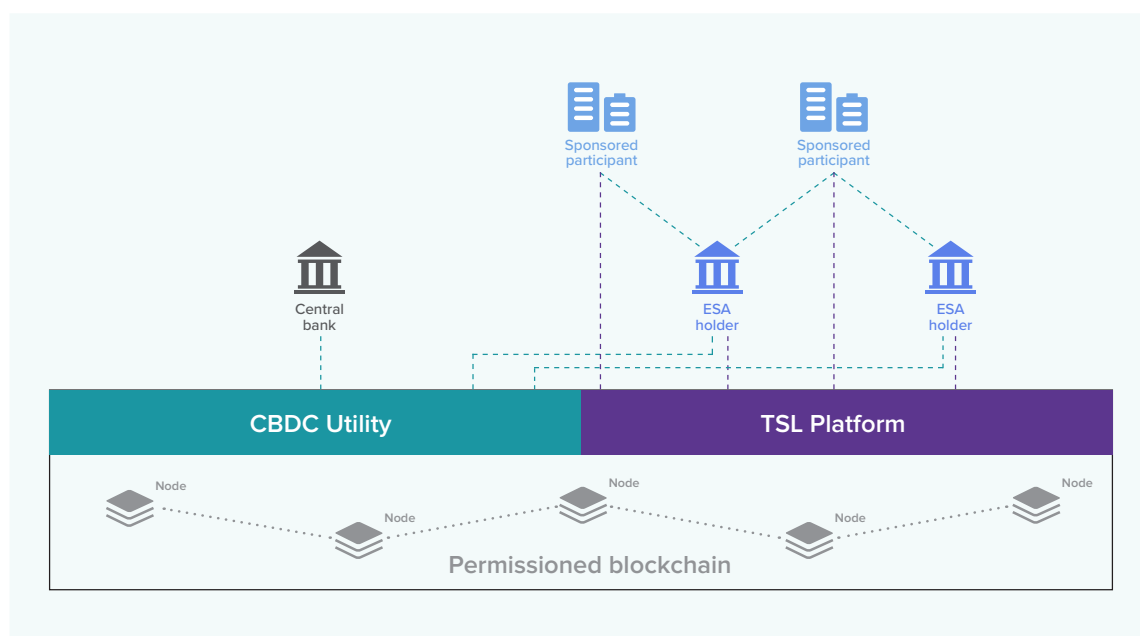 Sponsored
participant
Sponsored
participant
Central
bank
ESA
holder
ESA
holder
CBDC Utility
TSL Platform
Node
Node
Node
Node
Node
Permissioned blockchain